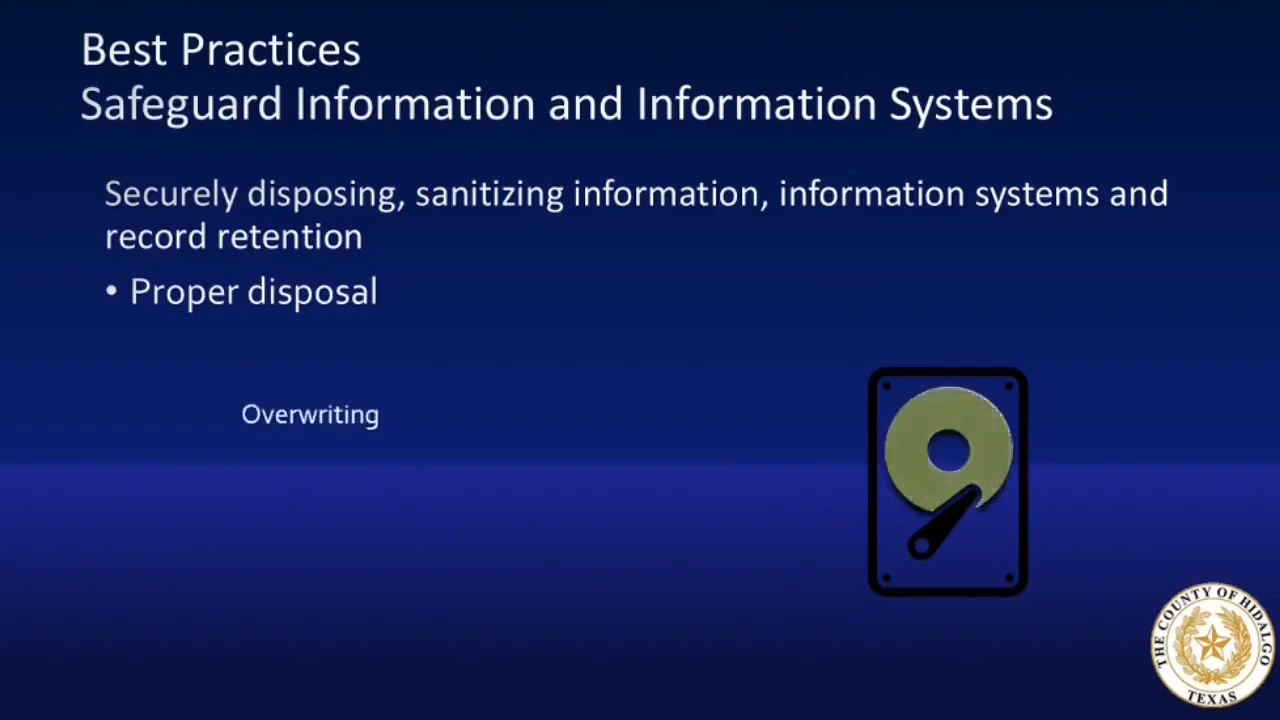 Best Practices
Safeguard Information and Information Systems
Securely disposing, sanitizing information, information systems and
record retention
• Proper disposal
Overwriting
THE COUNTY OF HIDALGO
TEXAS